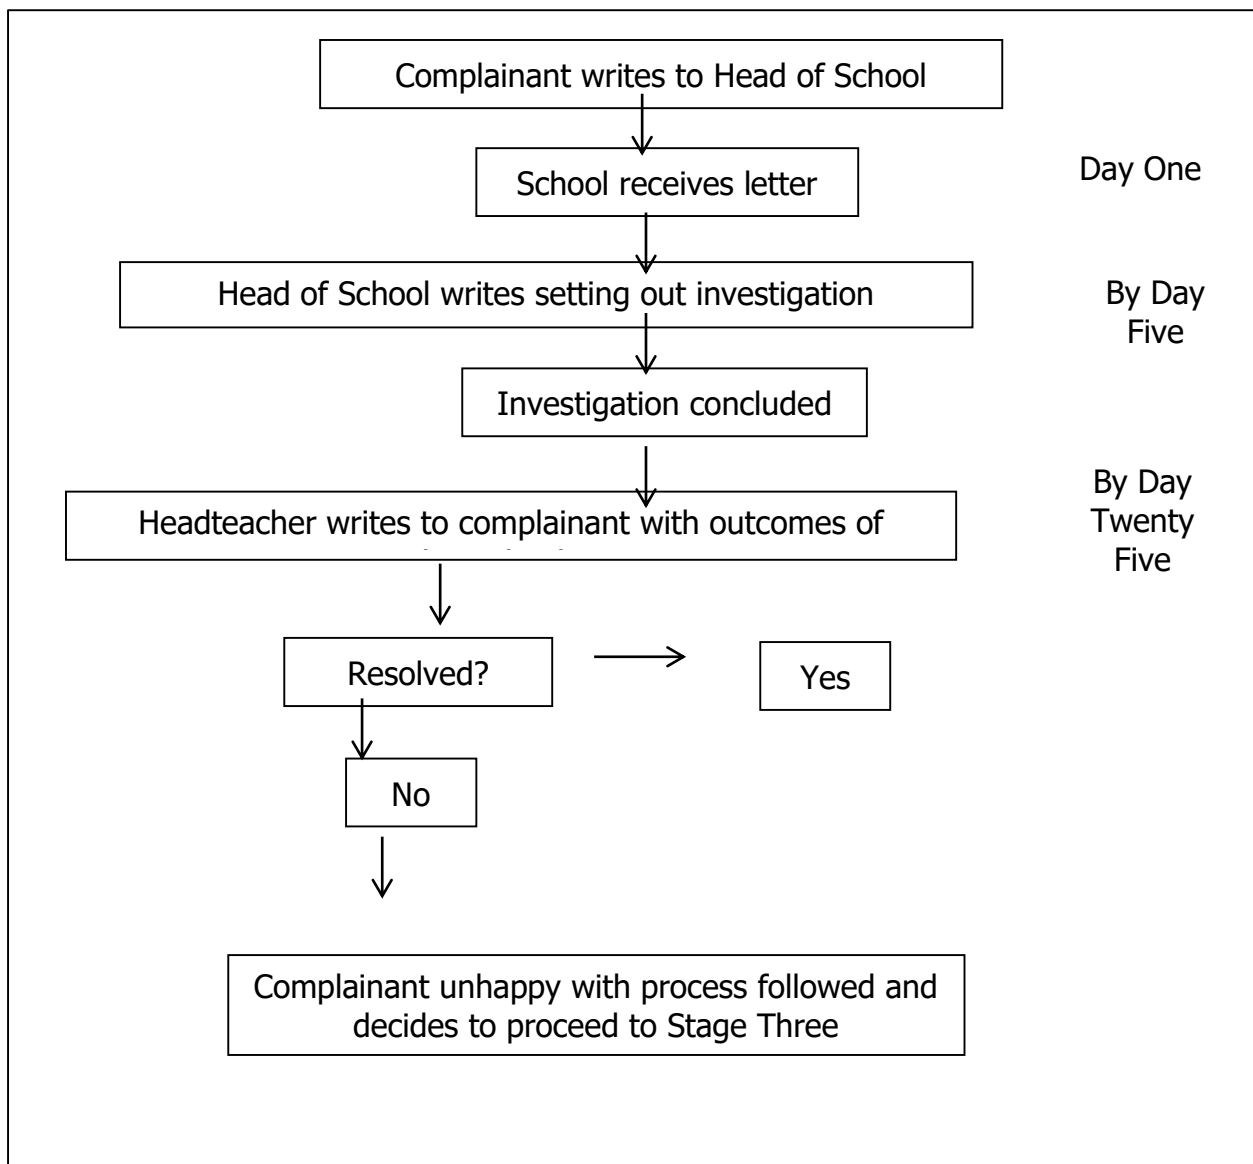 Complainant writes to Head of School
School receives letter
Day One
Head of School writes setting out investigation
By Day
Five
Investigation concluded
Headteacher writes to complainant with outcomes of
By Day
Twenty
Five
Resolved?
Yes
No
Complainant unhappy with process followed and
decides to proceed to Stage Three